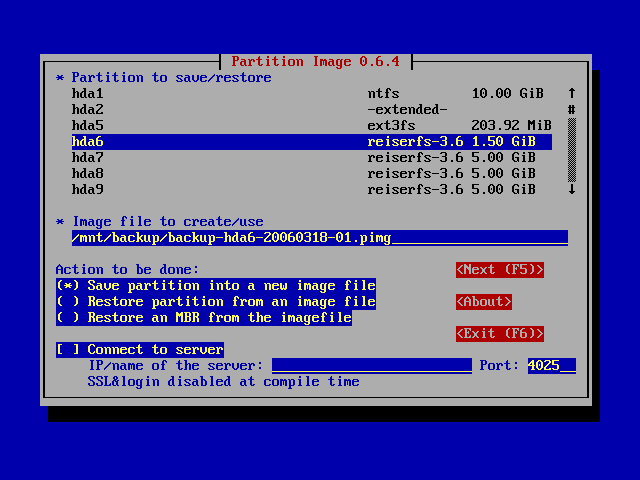 Partition Image 0.6.4
* Partition to save/restore
hda1 ntfs 10.00 GiB ↑
hda2 -extended- #
hda5 ext3fs 203.92 MiB
hda6 reiserfs-3.6 1.50 GiB
hda7 reiserfs-3.6 5.00 GiB
hda8 reiserfs-3.6 5.00 GiB
hda9 reiserfs-3.6 5.00 GiB ↓
* Image file to create/use
/mnt/backup/backup-hda6-20060318-01.pimg______________________
Action to be done: <Next (F5)>
(*) Save partition into a new image file
( ) Restore partition from an image file <About>
( ) Restore an MBR from the imagefile
<Exit (F6)>
[ ] Connect to server
IP/name of the server: _________________________ Port: 4025__
SSL&login disabled at compile time